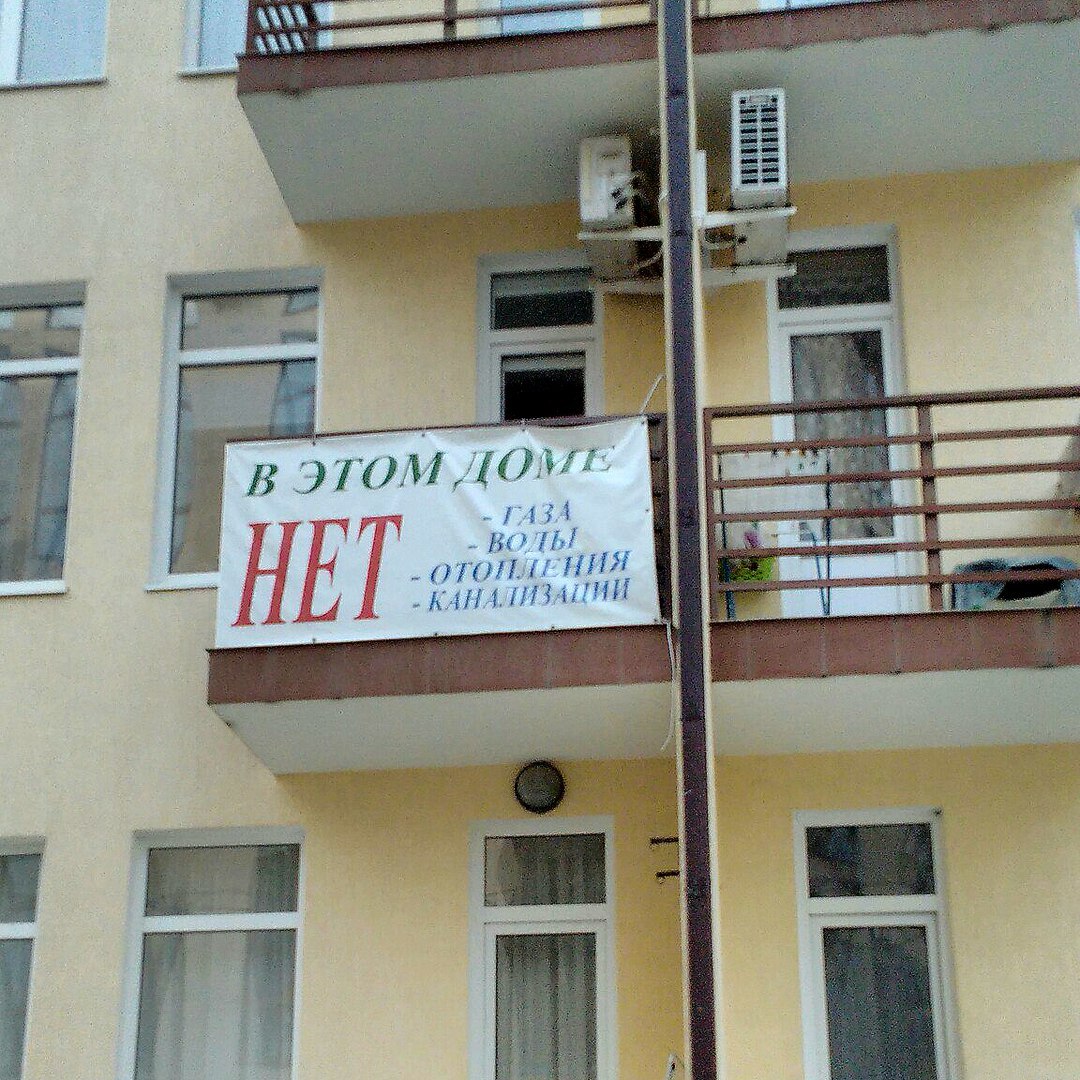 В ЭТОМ ДОМЕ
НЕТ
- ГАЗА
- ВОДЫ
- ОТОПЛЕНИЯ
- КАНАЛИЗАЦИИ